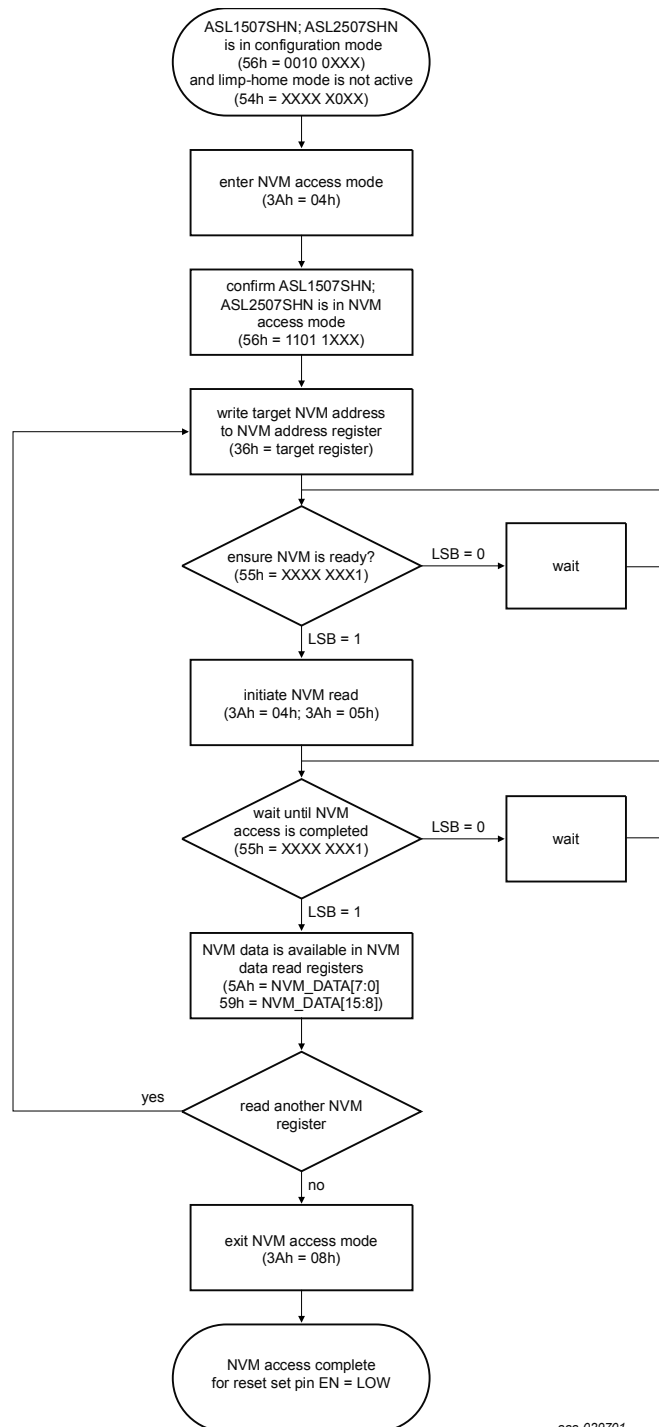 ASL1507SHN; ASL2507SHN
is in configuration mode
(56h = 0010 0XXX)
and limp-home mode is not active
(54h = XXXX X0XX)
enter NVM access mode
(3Ah = 04h)
confirm ASL1507SHN;
ASL2507SHN is in NVM
access mode
(56h = 1101 1XXX)
write target NVM address
to NVM address register
(36h = target register)
ensure NVM is ready?
(55h = XXXX XXX1)
LSB = 0
wait
LSB = 1
initiate NVM read
(3Ah = 04h; 3Ah = 05h)
wait until NVM
access is completed
(55h = XXXX XXX1)
LSB = 0
wait
LSB = 1
NVM data is available in NVM
data read registers
(5Ah = NVM_DATA[7:0]
59h = NVM_DATA[15:8])
yes
read another NVM
register
no
exit NVM access mode
(3Ah = 08h)
NVM access complete
for reset set pin EN = LOW